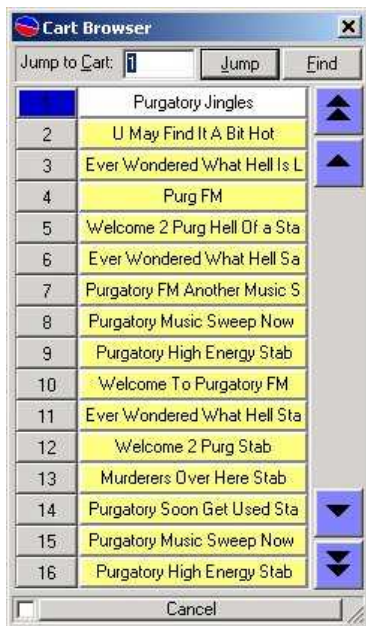 Cart Browser
Jump to Cart: 1 Jump Find
1 Purgatory Jingles
2 U May Find It A Bit Hot
3 Ever Wondered What Hell Is L
4 Purg FM
5 Welcome 2 Purg Hell Of a Sta
6 Ever Wondered What Hell Sa
7 Purgatory FM Another Music S
8 Purgatory Music Sweep Now
9 Purgatory High Energy Stab
10 Welcome To Purgatory FM
11 Ever Wondered What Hell Sta
12 Welcome 2 Purg Stab
13 Murderers Over Here Stab
14 Purgatory Soon Get Used Sta
15 Purgatory Music Sweep Now
16 Purgatory High Energy Stab
Cancel